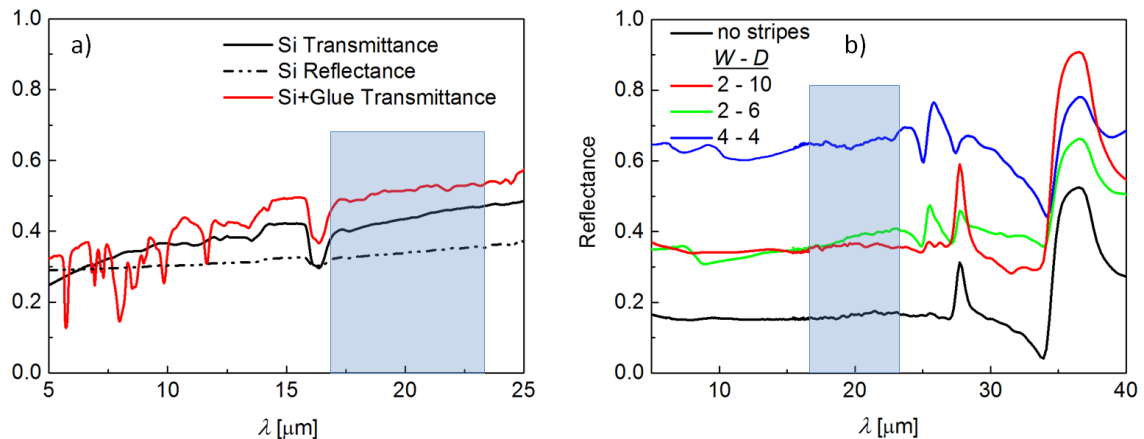 1.0
0.8
0.6
0.4
0.2
0.0
a)
Si Transmittance
Si Reflectance
Si+Glue Transmittance
5
10
15
20
25
λ [μm]
Reflectance
1.0
0.8
0.6
0.4
0.2
0.0
b)
no stripes
W - D
2 - 10
2 - 6
4 - 4
10
20
30
40
λ [μm]